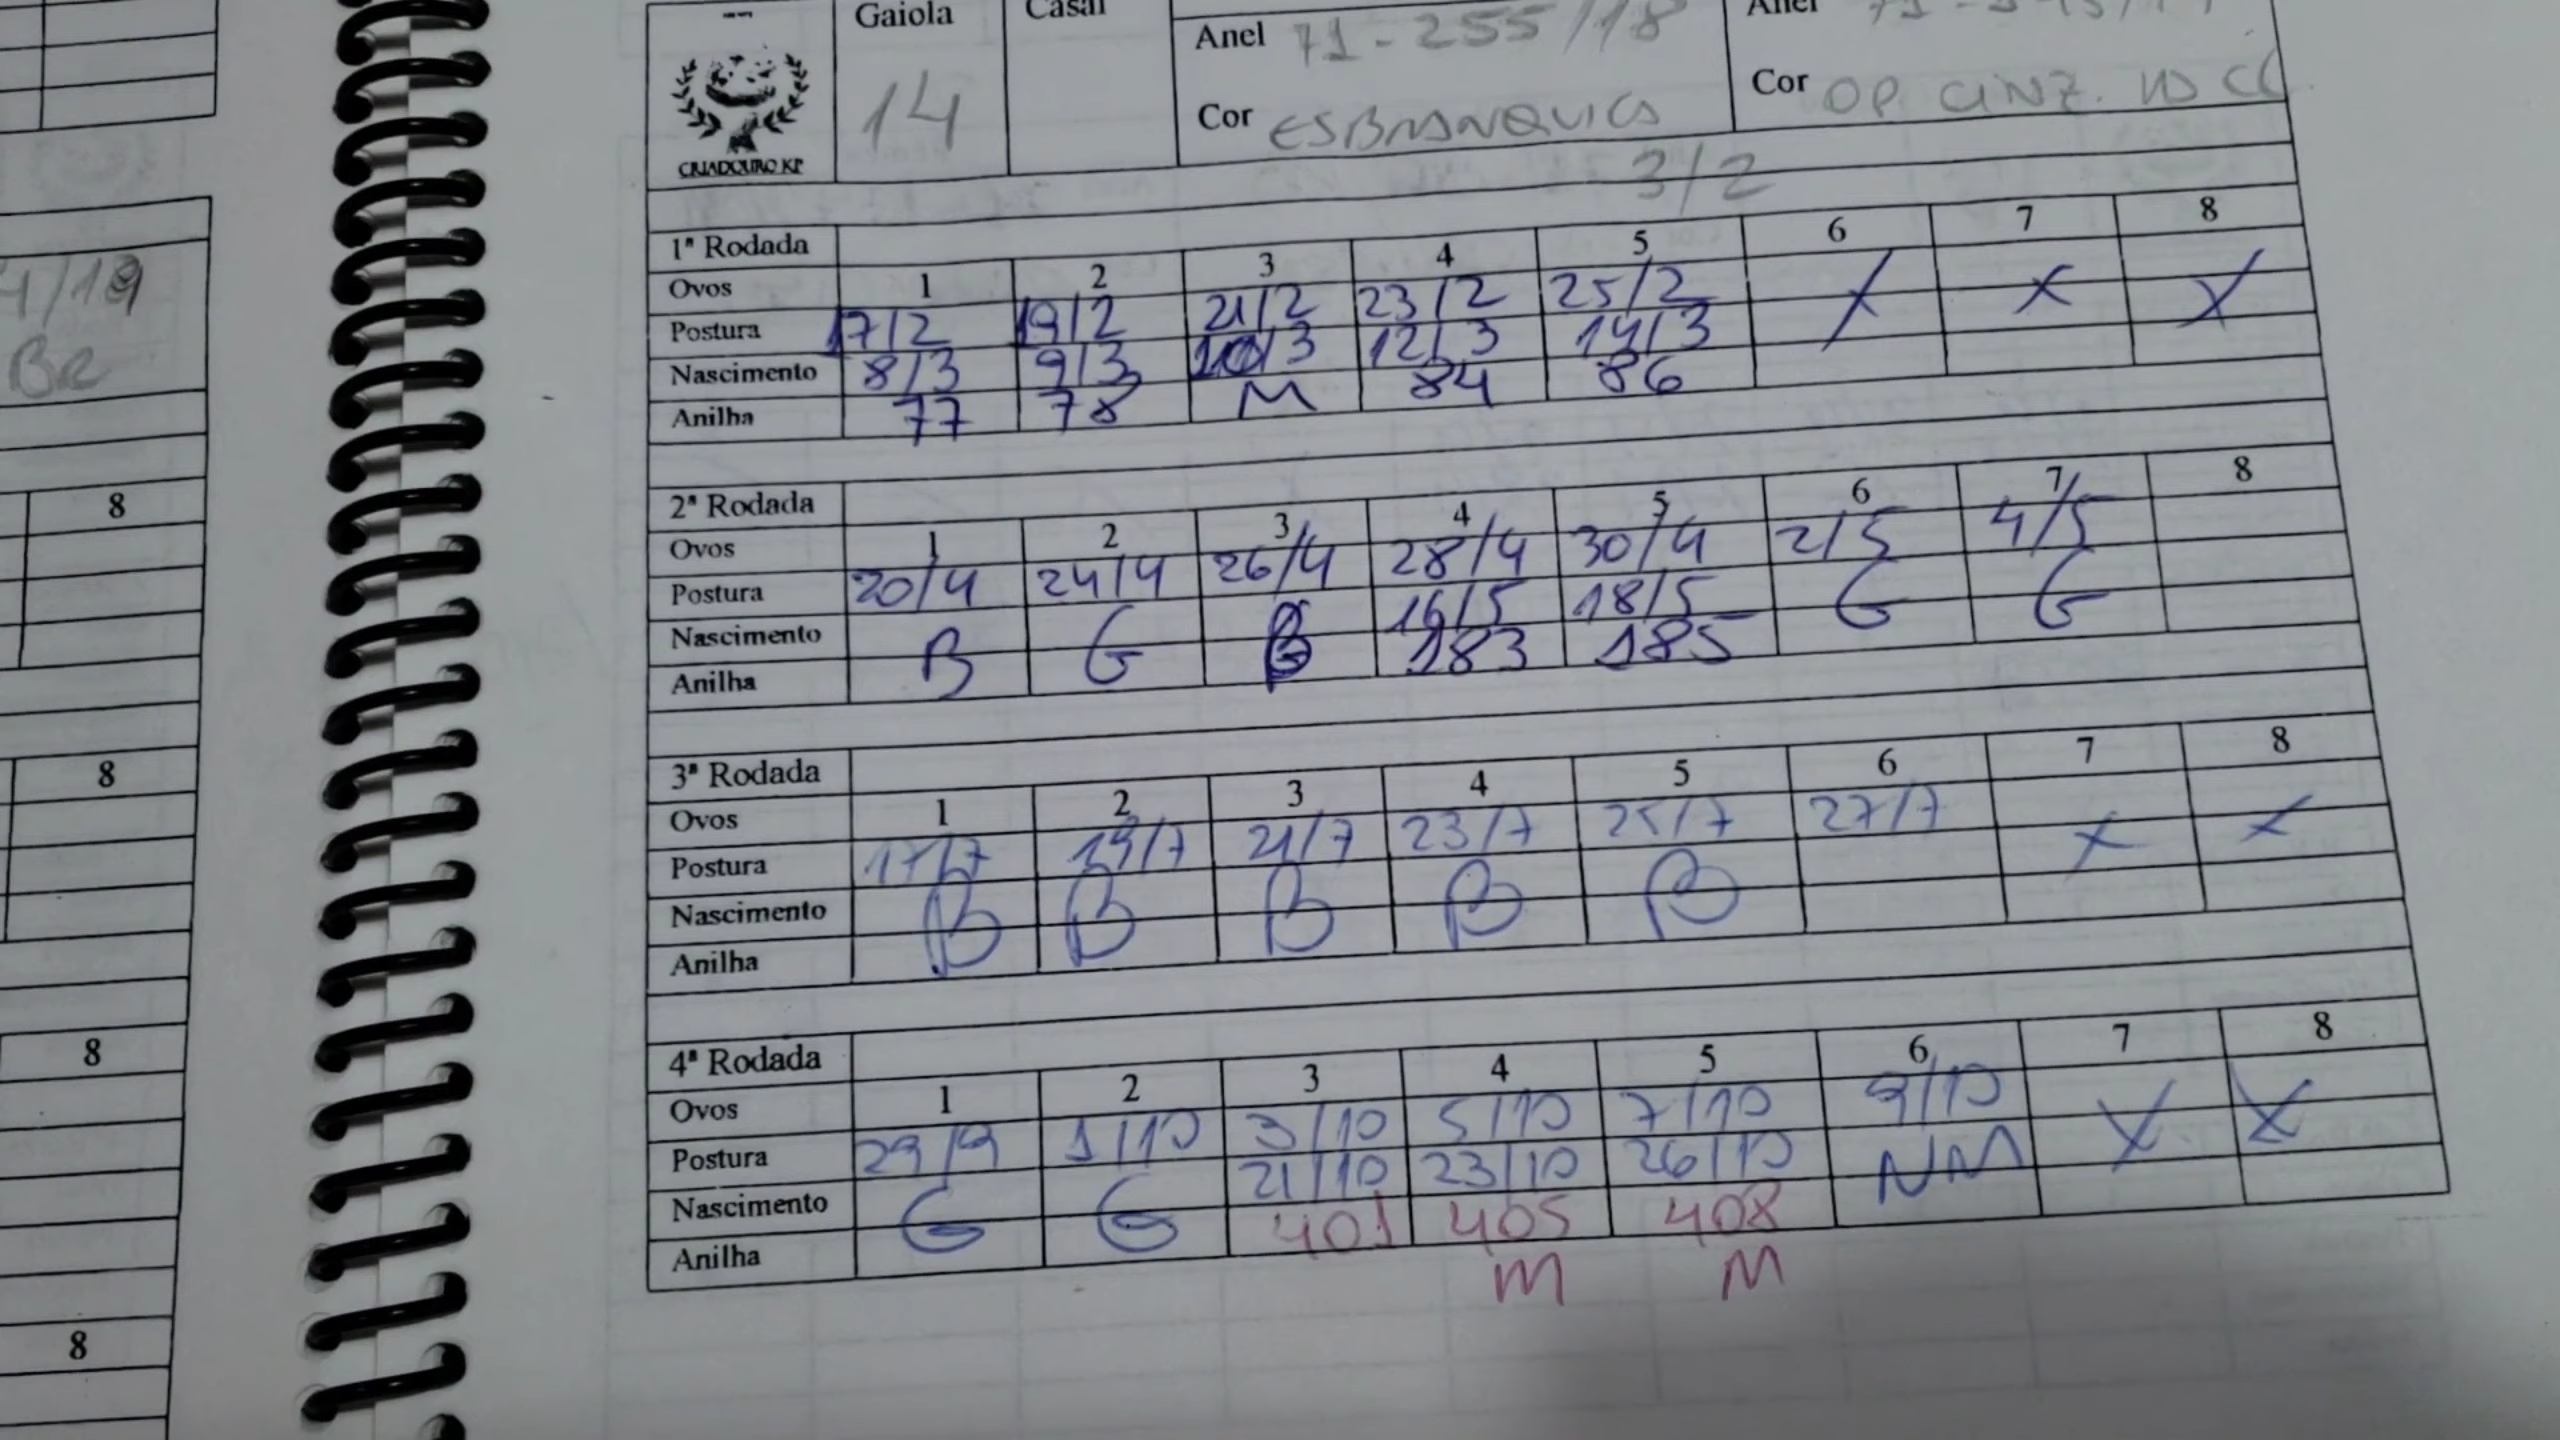 Gaiola Casal
Anel 71-255/18 Anel
14 Cor ESBRANQUIÇA Cor OP CINZ.
CRIADOURO KP
3/2
1ª Rodada
Ovos 1 2 3 4 5 6 7 8
Postura 17/2 19/2 21/2 23/2 25/2 X X X
Nascimento 8/3 9/3 10/3 12/3 14/3
Anilha 77 78 M 84 86
2ª Rodada
Ovos 1 2 3 4 5 6 7 8
Postura 20/4 24/4 26/4 28/4 30/4 2/5 4/5
Nascimento B G B 16/5 18/5 G G
Anilha 183 185
3ª Rodada
Ovos 1 2 3 4 5 6 7 8
Postura 17/7 19/7 21/7 23/7 25/7 27/7 X X
Nascimento B B B B B
Anilha
4ª Rodada
Ovos 1 2 3 4 5 6 7 8
Postura 29/9 1/10 3/10 5/10 7/10 9/10 X X
Nascimento G G 21/10 23/10 26/10 NM
Anilha 401 405 408
M M
4/19
BR
8
8
8
8